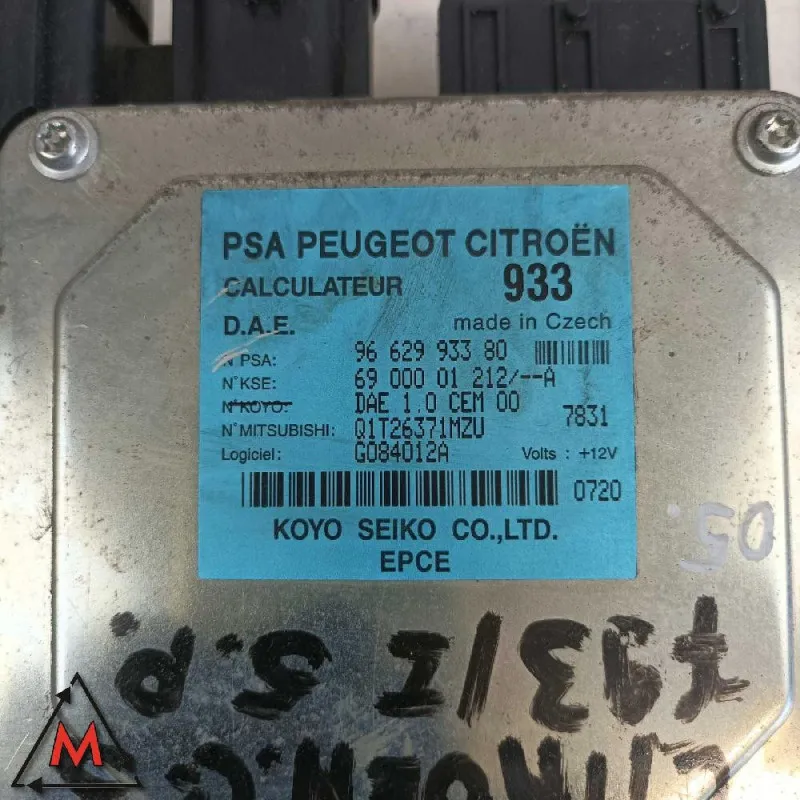 PSA PEUGEOT CITROËN
CALCULATEUR 933
D.A.E. made in Czech
N° PSA: 96 629 933 80
N° KSE: 69 000 01 212/--A
N° KOYO: DAE 1.0 CEM 00 7831
N° MITSUBISHI: Q1T26371MZU
Logiciel: G084012A Volts : +12V
0720
KOYO SEIKO CO.,LTD.
EPCE
05.
M